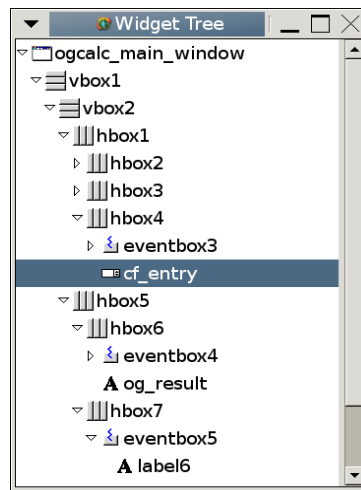 Widget Tree
ogcalc_main_window
vbox1
vbox2
hbox1
hbox2
hbox3
hbox4
eventbox3
cf_entry
hbox5
hbox6
eventbox4
A og_result
hbox7
eventbox5
A label6